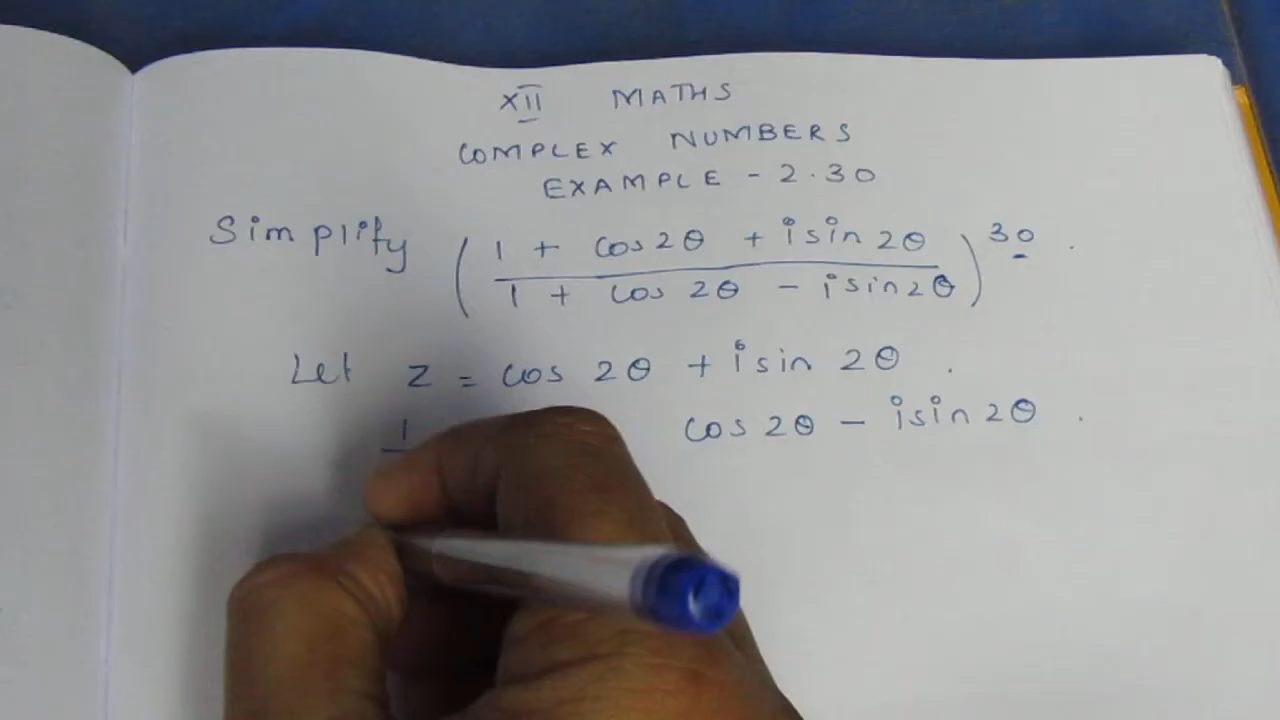 XII MATHS
COMPLEX NUMBERS
EXAMPLE - 2.30
Simplify ( 1 + cos 2θ + i sin 2θ / 1 + cos 2θ - i sin 2θ )^30 .
Let z = cos 2θ + i sin 2θ .
1 cos 2θ - i sin 2θ .